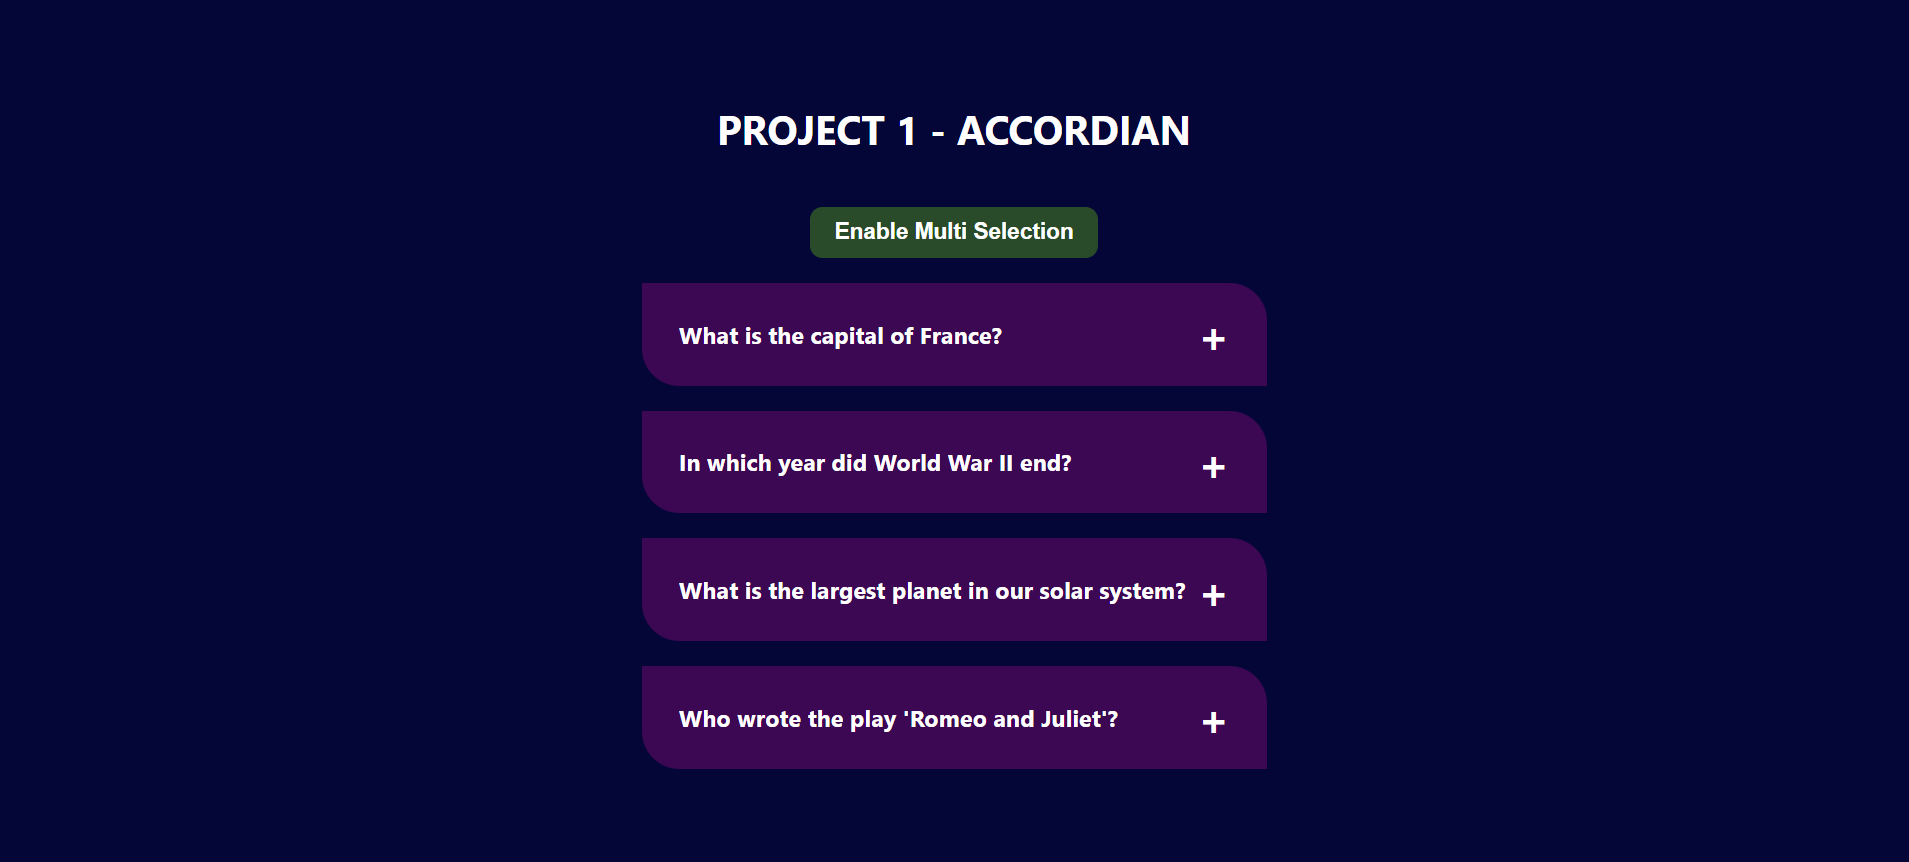 PROJECT 1 - ACCORDIAN
Enable Multi Selection
What is the capital of France? +
In which year did World War II end? +
What is the largest planet in our solar system? +
Who wrote the play 'Romeo and Juliet'? +